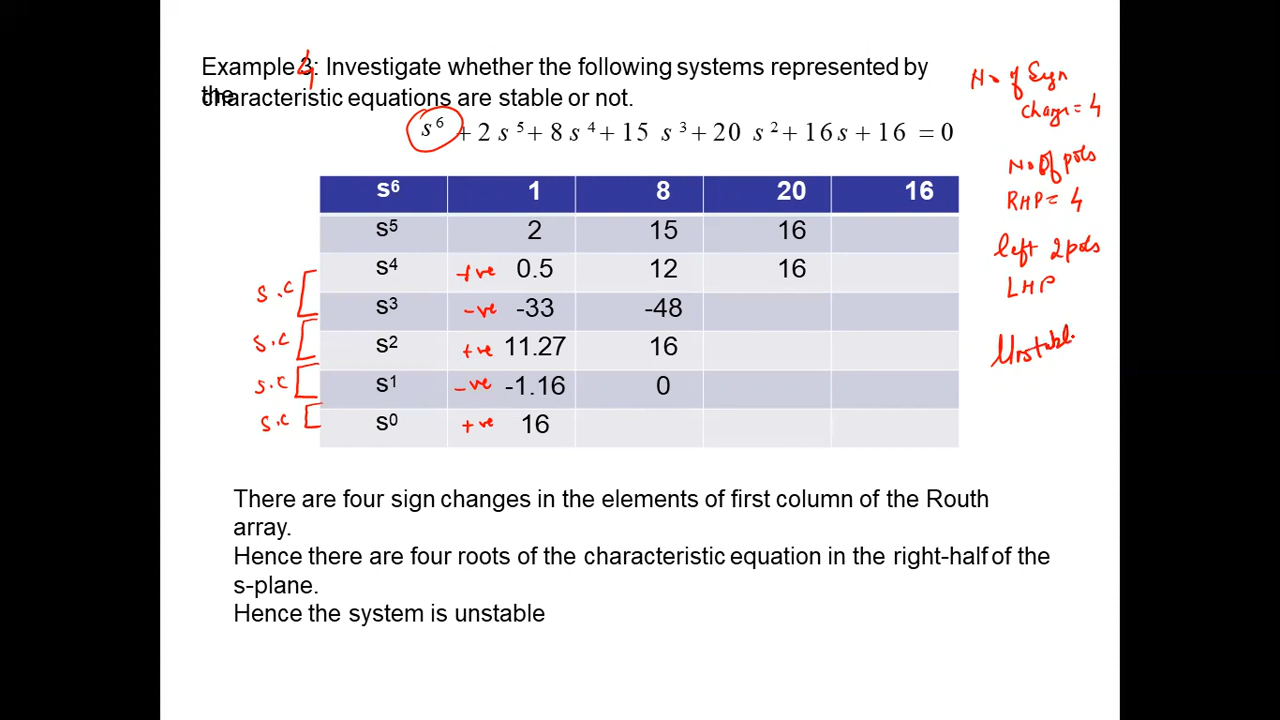 Example 3: Investigate whether the following systems represented by
4
the
characteristic equations are stable or not.
s⁶ + 2 s⁵ + 8 s⁴ + 15 s³ + 20 s² + 16 s + 16 = 0
s⁶ 1 8 20 16
s⁵ 2 15 16
s⁴ +ve 0.5 12 16
s.c
s³ -ve -33 -48
s.c
s² +ve 11.27 16
s.c
s¹ -ve -1.16 0
s.c
s⁰ +ve 16
No of Sign
change = 4
No of pols
RHP = 4
left 2 pols
LHP
Unstable
There are four sign changes in the elements of first column of the Routh
array.
Hence there are four roots of the characteristic equation in the right-half of the
s-plane.
Hence the system is unstable